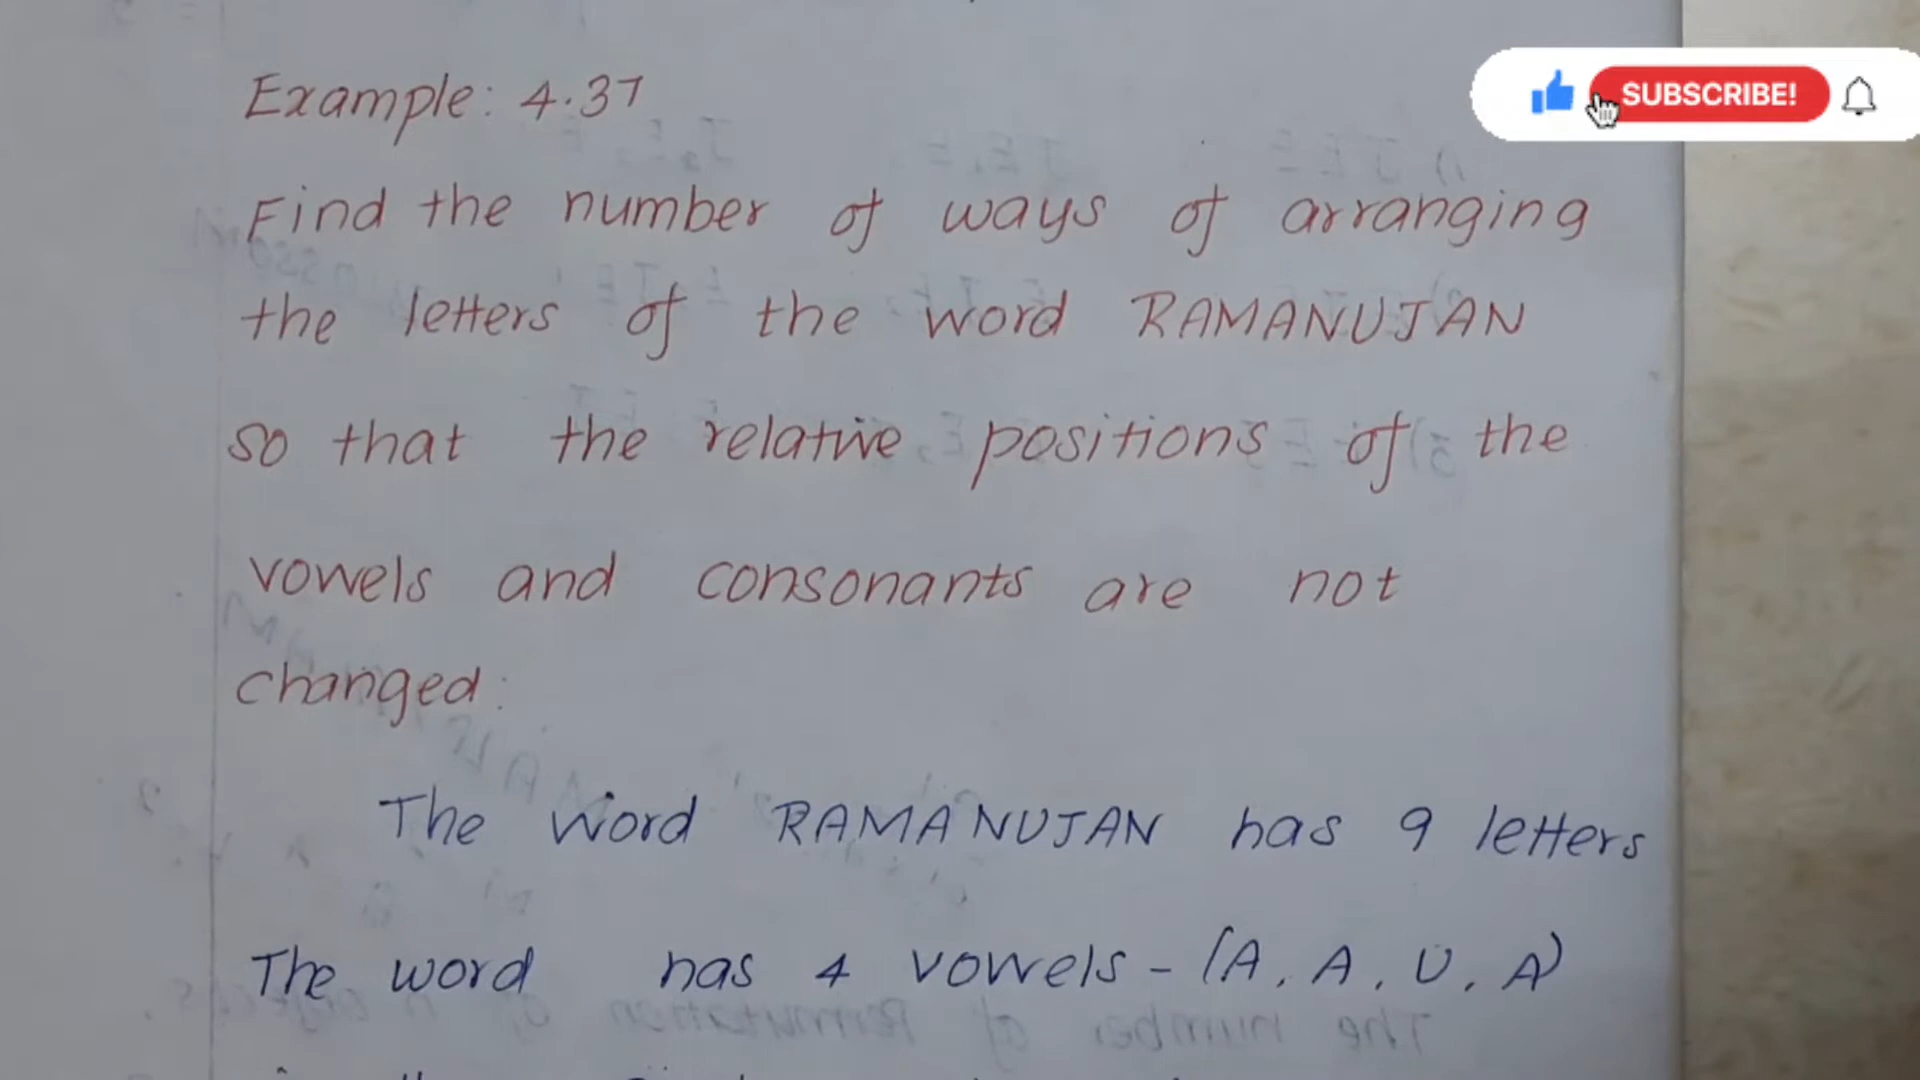 Example: 4.37
SUBSCRIBE!
Find the number of ways of arranging
the letters of the word RAMANUJAN
so that the relative positions of the
vowels and consonants are not
changed:
The word RAMANUJAN has 9 letters
The word has 4 vowels - (A, A, U, A)